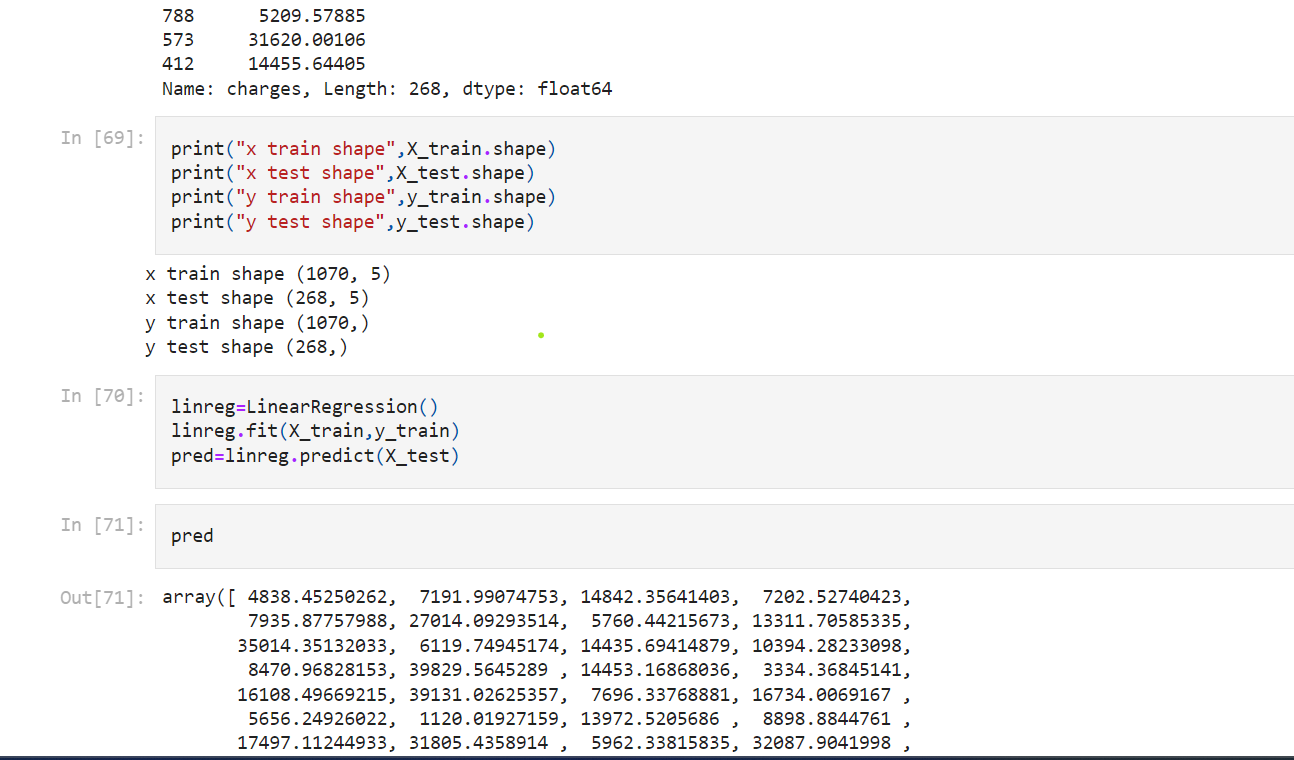 788      5209.57885
573     31620.00106
412     14455.64405
Name: charges, Length: 268, dtype: float64
In [69]:
print("x train shape",X_train.shape)
print("x test shape",X_test.shape)
print("y train shape",y_train.shape)
print("y test shape",y_test.shape)
x train shape (1070, 5)
x test shape (268, 5)
y train shape (1070,)
y test shape (268,)
In [70]:
linreg=LinearRegression()
linreg.fit(X_train,y_train)
pred=linreg.predict(X_test)
In [71]:
pred
Out[71]: array([ 4838.45250262,  7191.99074753, 14842.35641403,  7202.52740423,
7935.87757988, 27014.09293514,  5760.44215673, 13311.70585335,
35014.35132033,  6119.74945174, 14435.69414879, 10394.28233098,
8470.96828153, 39829.5645289 , 14453.16868036,  3334.36845141,
16108.49669215, 39131.02625357,  7696.33768881, 16734.0069167 ,
5656.24926022,  1120.01927159, 13972.5205686 ,  8898.8844761 ,
17497.11244933, 31805.4358914 ,  5962.33815835, 32087.9041998 ,